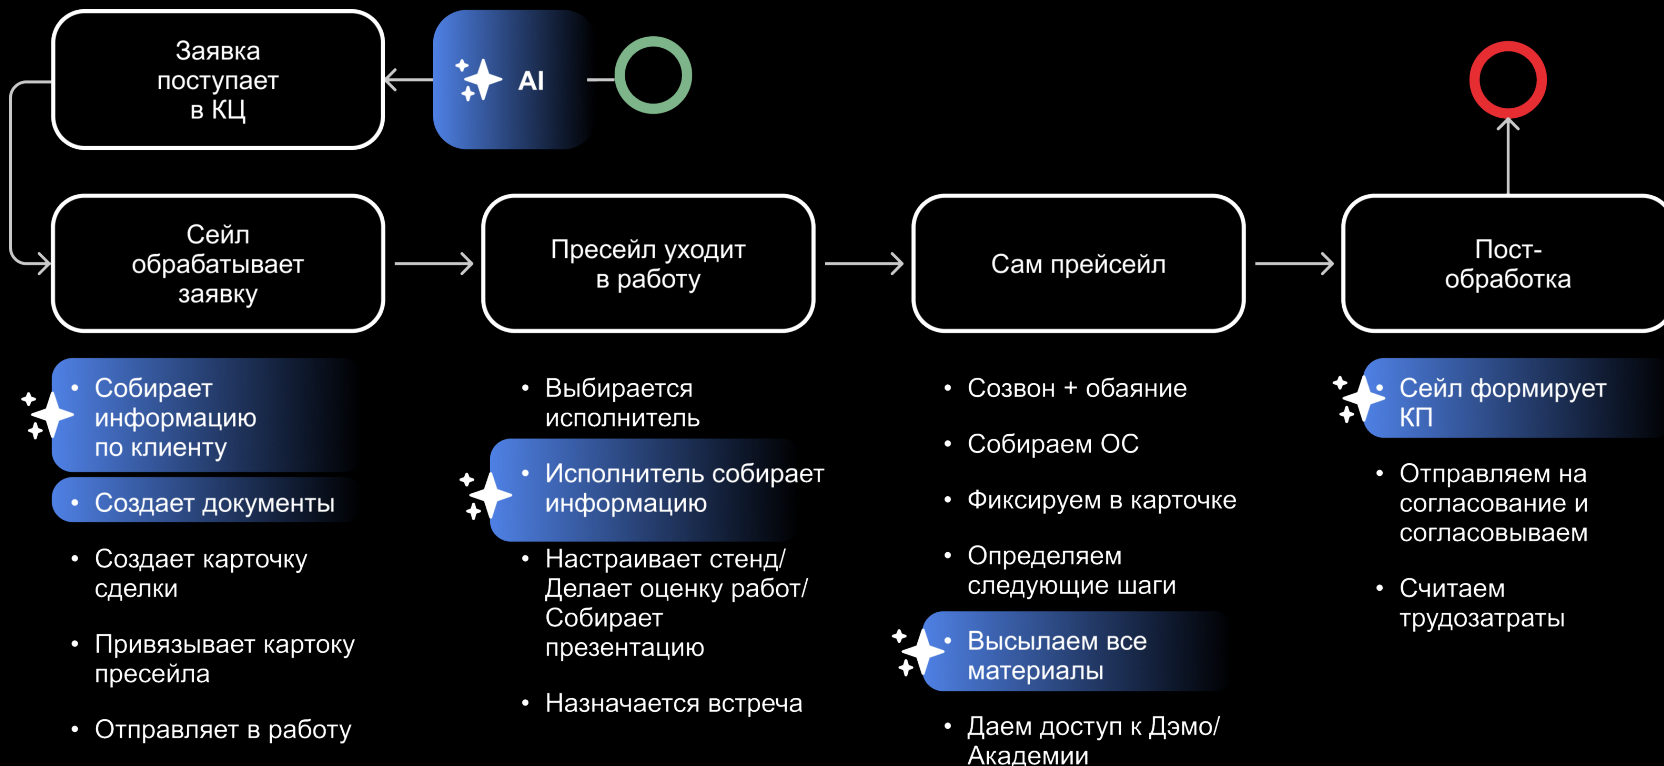 Заявка
поступает
в КЦ
AI
Сейл
обрабатывает
заявку
Пресейл уходит
в работу
Сам прейсейл
Пост-
обработка
• Собирает
информацию
по клиенту
• Создает документы
• Создает карточку
сделки
• Привязывает картоку
пресейла
• Отправляет в работу
• Выбирается
исполнитель
• Исполнитель собирает
информацию
• Настраивает стенд/
Делает оценку работ/
Собирает
презентацию
• Назначается встреча
• Созвон + обаяние
• Собираем ОС
• Фиксируем в карточке
• Определяем
следующие шаги
• Высылаем все
материалы
• Даем доступ к Дэмо/
Академии
• Сейл формирует
КП
• Отправляем на
согласование и
согласовываем
• Считаем
трудозатраты